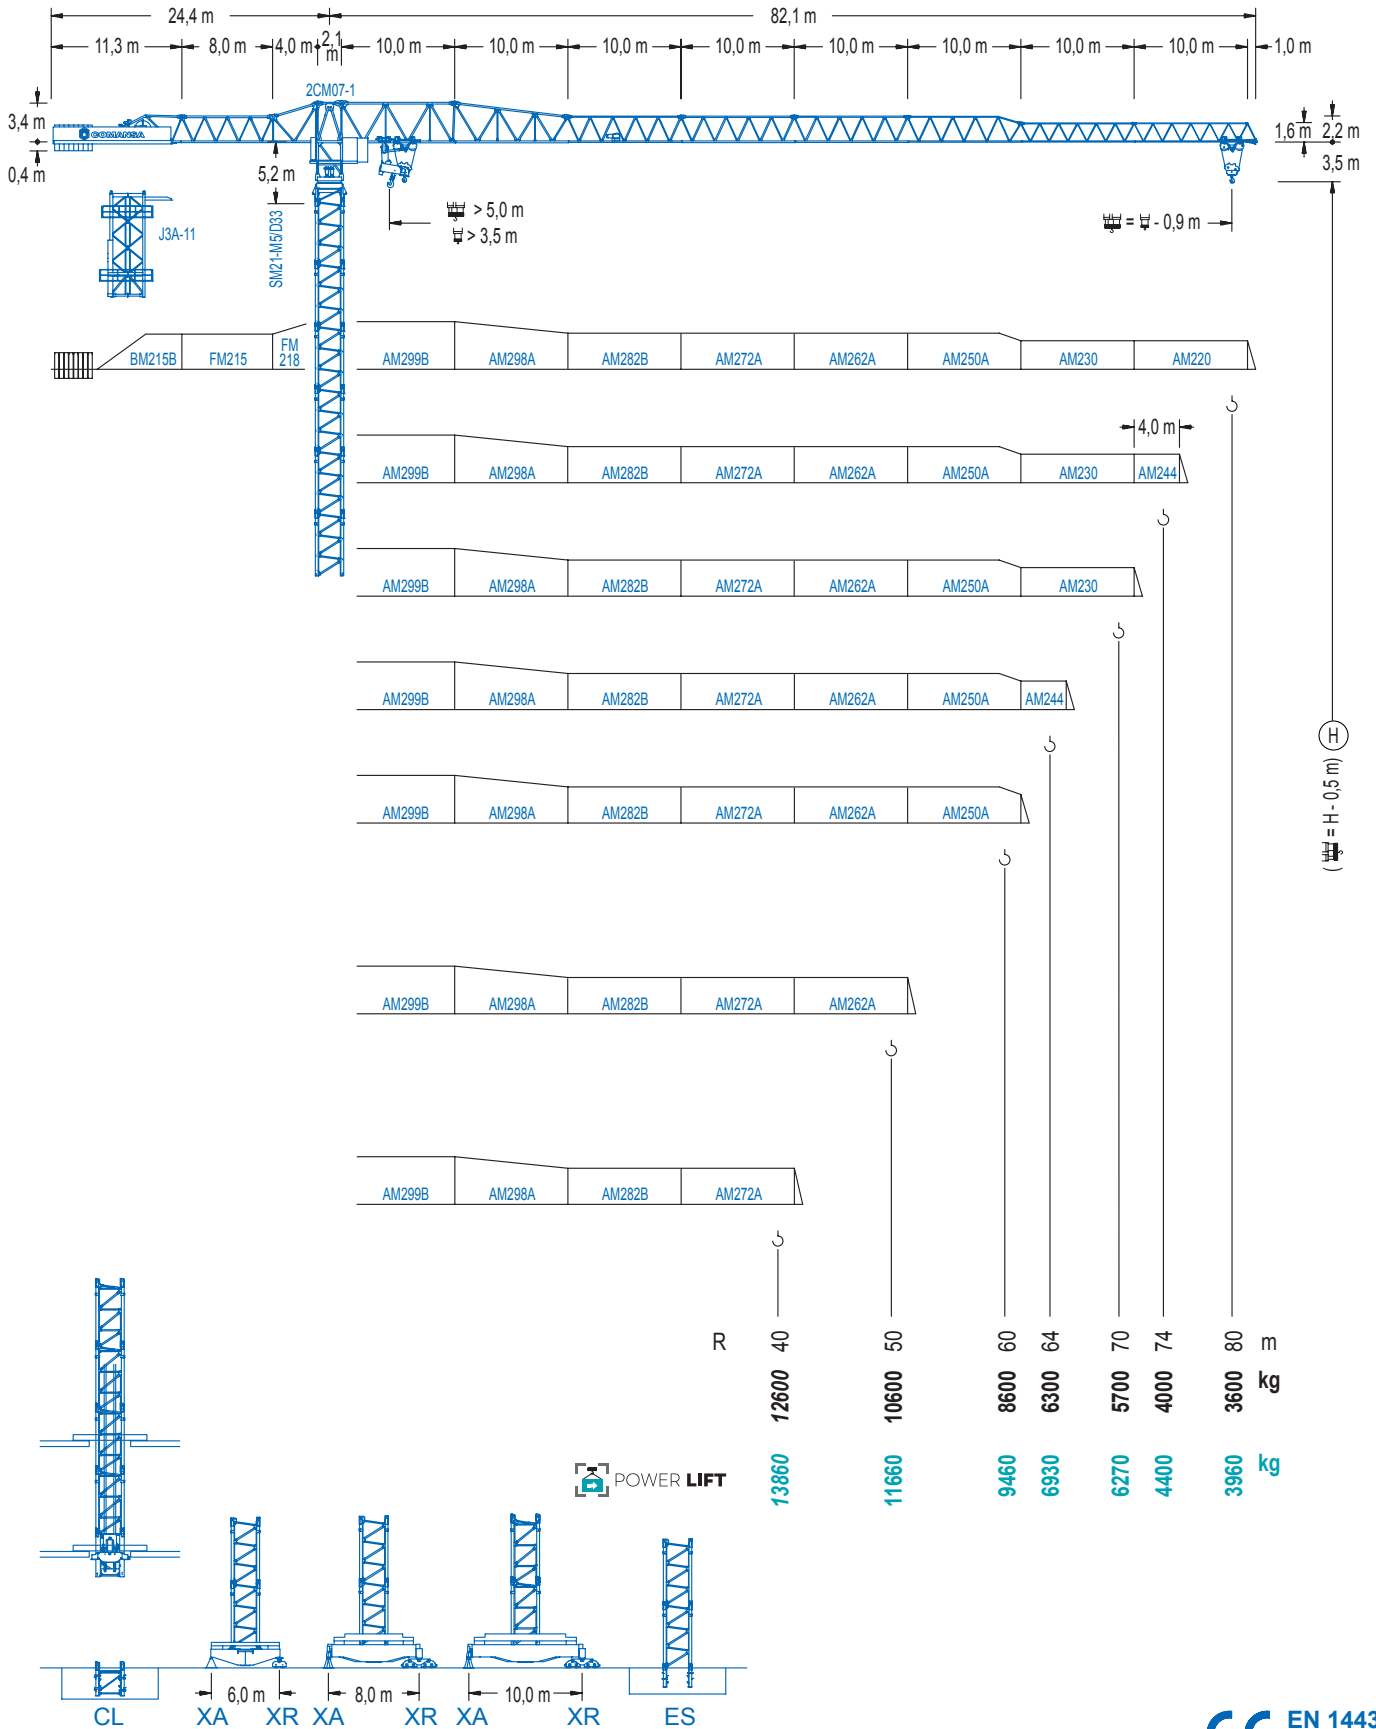 24,4 m 82,1 m
11,3 m 8,0 m 4,0 m 2,1 m 10,0 m 10,0 m 10,0 m 10,0 m 10,0 m 10,0 m 10,0 m 10,0 m 1,0 m
2CM07-1
3,4 m COMANSA 1,6 m 2,2 m
0,4 m 5,2 m 3,5 m
> 5,0 m = - 0,9 m
> 3,5 m
J3A-11
SM21-M5/D33
BM215B FM215 FM 218 AM299B AM298A AM282B AM272A AM262A AM250A AM230 AM220
4,0 m
AM299B AM298A AM282B AM272A AM262A AM250A AM230 AM244
AM299B AM298A AM282B AM272A AM262A AM250A AM230
AM299B AM298A AM282B AM272A AM262A AM250A AM244
H
( = H - 0,5 m)
AM299B AM298A AM282B AM272A AM262A AM250A
AM299B AM298A AM282B AM272A AM262A
AM299B AM298A AM282B AM272A
R 40 50 60 64 70 74 80 m
12600 10600 8600 6300 5700 4000 3600 kg
POWER LIFT 13860 11660 9460 6930 6270 4400 3960 kg
6,0 m 8,0 m 10,0 m
CL XA XR XA XR XA XR ES
CE EN 1443